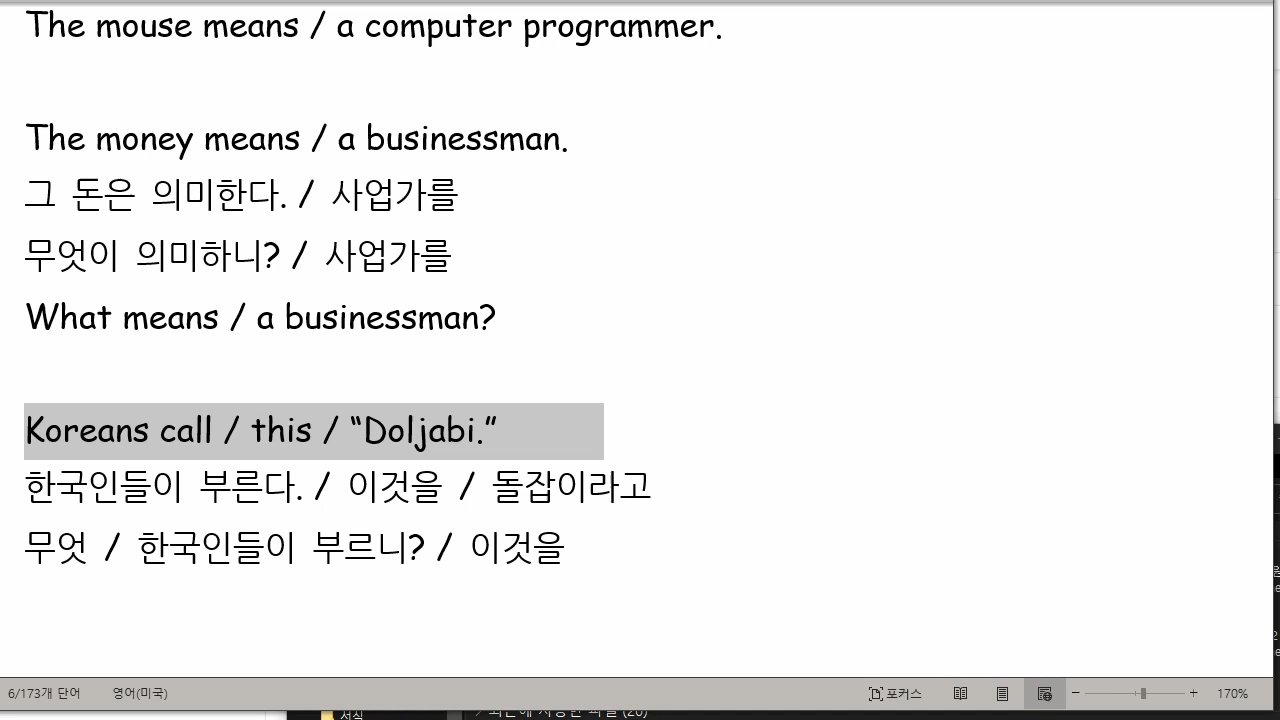 The mouse means / a computer programmer.
The money means / a businessman.
그 돈은 의미한다. / 사업가를
무엇이 의미하니? / 사업가를
What means / a businessman?
Koreans call / this / “Doljabi.”
한국인들이 부른다. / 이것을 / 돌잡이라고
무엇 / 한국인들이 부르니? / 이것을
6/173개 단어 영어(미국) 포커스 − + 170%
서식